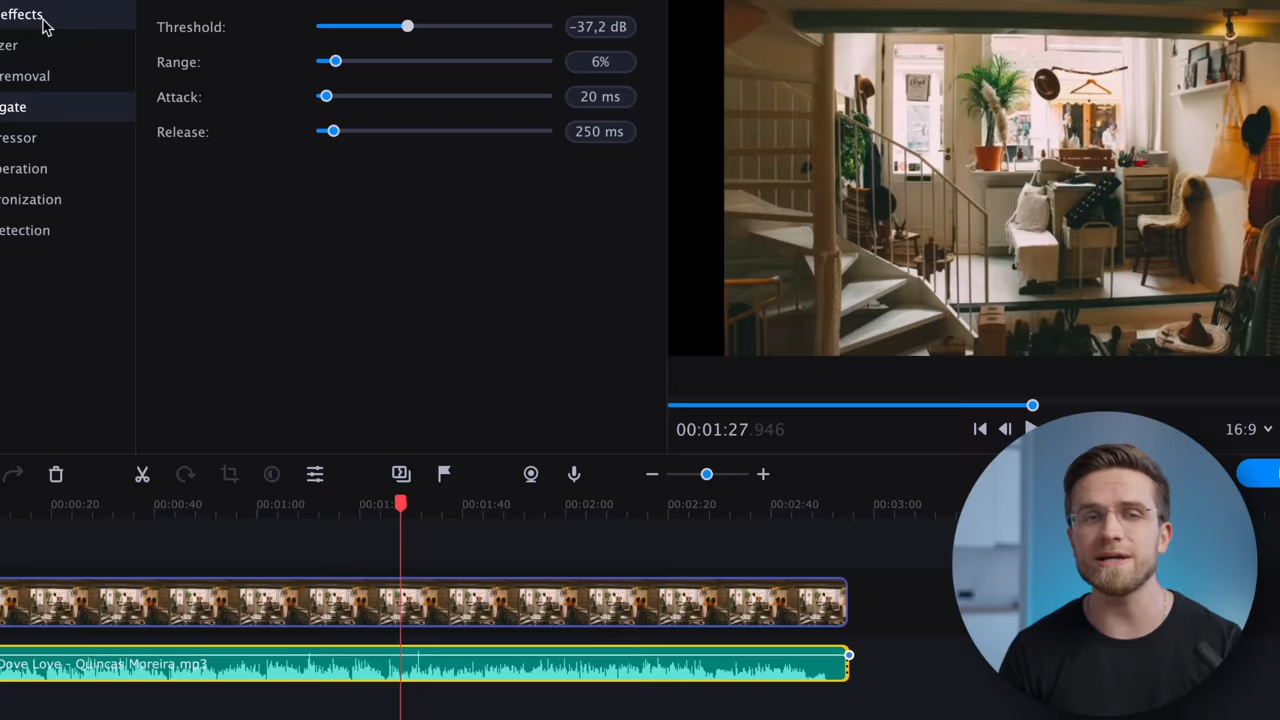 effects
zer
removal
gate
ressor
eration
ronization
etection
Threshold:
-37,2 dB
Range:
6%
Attack:
20 ms
Release:
250 ms
00:01:27.946
16:9
00:00:20
00:00:40
00:01:00
00:01:
00:01:40
00:02:00
00:02:20
00:02:40
00:03:00
Dove Love - Quincas Moreira.mp3